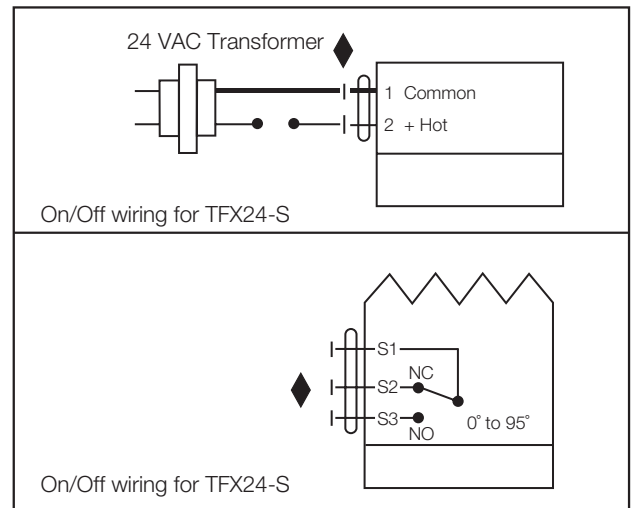 24 VAC Transformer
1 Common
2 + Hot
On/Off wiring for TFX24-S
S1
NC
S2
S3
0° to 95°
NO
On/Off wiring for TFX24-S